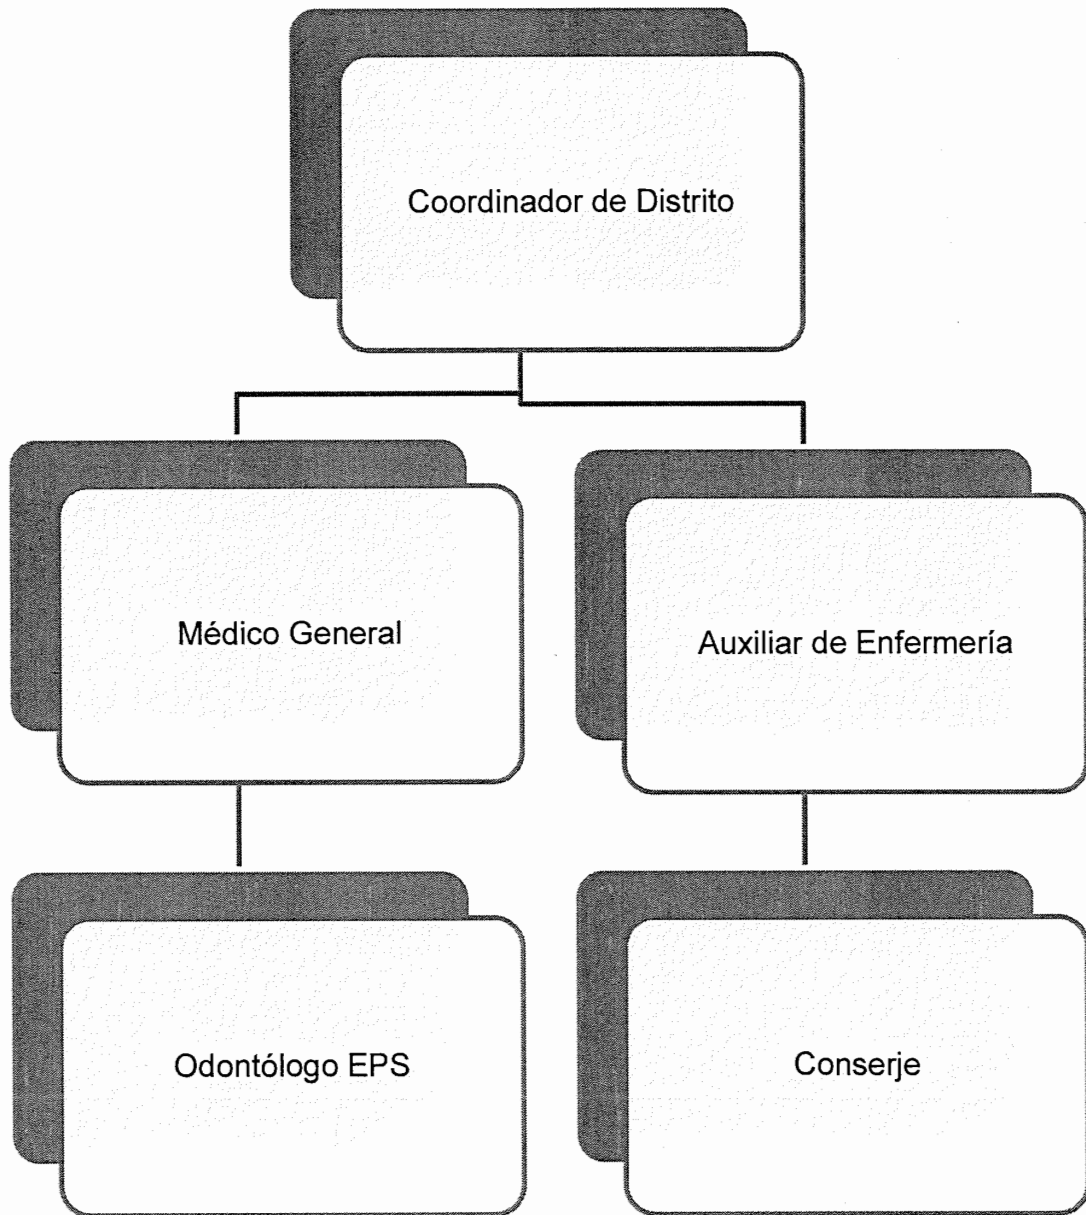 Coordinador de Distrito
Médico General
Auxiliar de Enfermería
Odontólogo EPS
Conserje